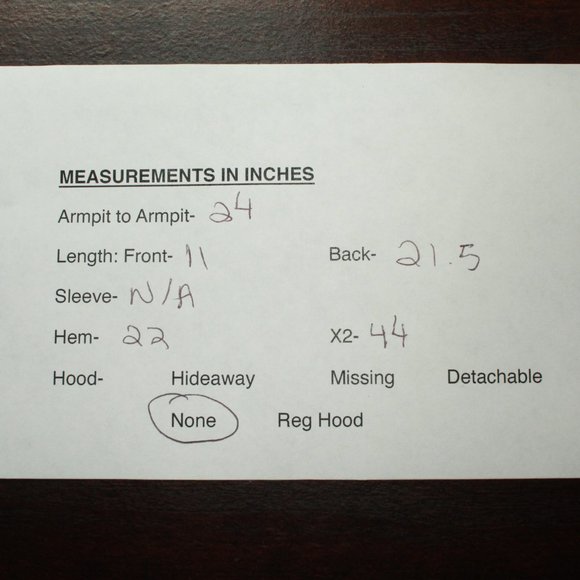 MEASUREMENTS IN INCHES
Armpit to Armpit- 24
Length: Front- 11 Back- 21.5
Sleeve- N/A
Hem- 22 X2- 44
Hood- Hideaway Missing Detachable
None Reg Hood